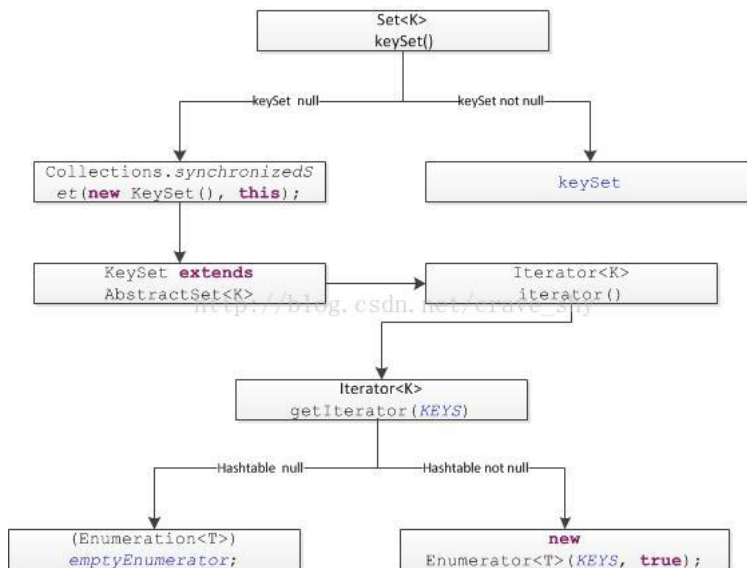 Set<K>
keySet()
keySet null
keySet not null
Collections.synchronizedS
et(new KeySet(), this);
keySet
KeySet extends
AbstractSet<K>
Iterator<K>
iterator()
http://blog.csdn.net/crave_shy
Iterator<K>
getIterator(KEYS)
Hashtable null
Hashtable not null
(Enumeration<T>)
emptyEnumerator;
new
Enumerator<T>(KEYS, true);